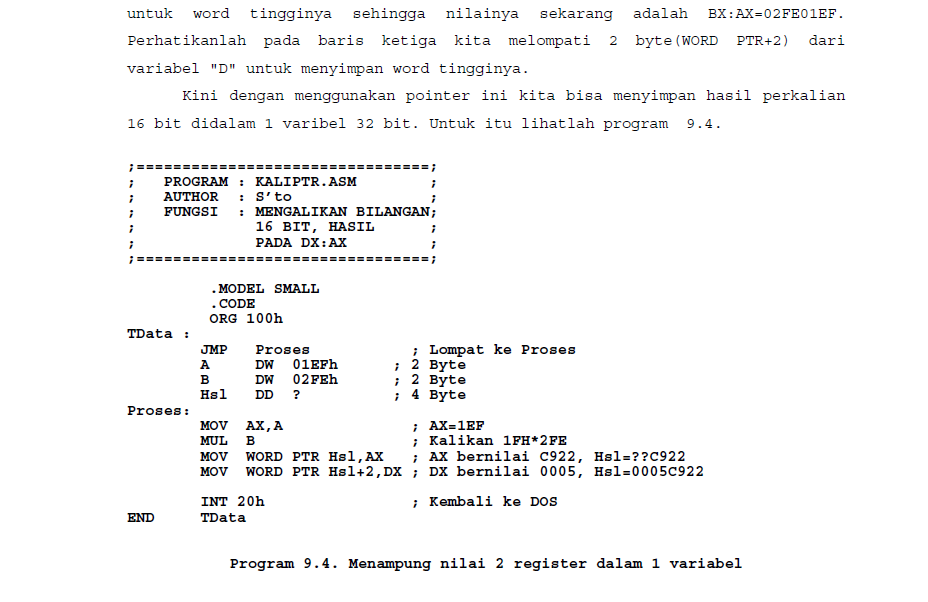 untuk word tingginya sehingga nilainya sekarang adalah BX:AX=02FE01EF.
Perhatikanlah pada baris ketiga kita melompati 2 byte(WORD PTR+2) dari
variabel "D" untuk menyimpan word tingginya.
Kini dengan menggunakan pointer ini kita bisa menyimpan hasil perkalian
16 bit didalam 1 varibel 32 bit. Untuk itu lihatlah program 9.4.
;================================;
; PROGRAM : KALIPTR.ASM ;
; AUTHOR : S’to ;
; FUNGSI : MENGALIKAN BILANGAN;
; 16 BIT, HASIL ;
; PADA DX:AX ;
;================================;
.MODEL SMALL
.CODE
ORG 100h
TData :
JMP Proses ; Lompat ke Proses
A DW 01EFh ; 2 Byte
B DW 02FEh ; 2 Byte
Hsl DD ? ; 4 Byte
Proses:
MOV AX,A ; AX=1EF
MUL B ; Kalikan 1FH*2FE
MOV WORD PTR Hsl,AX ; AX bernilai C922, Hsl=??C922
MOV WORD PTR Hsl+2,DX ; DX bernilai 0005, Hsl=0005C922
INT 20h ; Kembali ke DOS
END TData
Program 9.4. Menampung nilai 2 register dalam 1 variabel